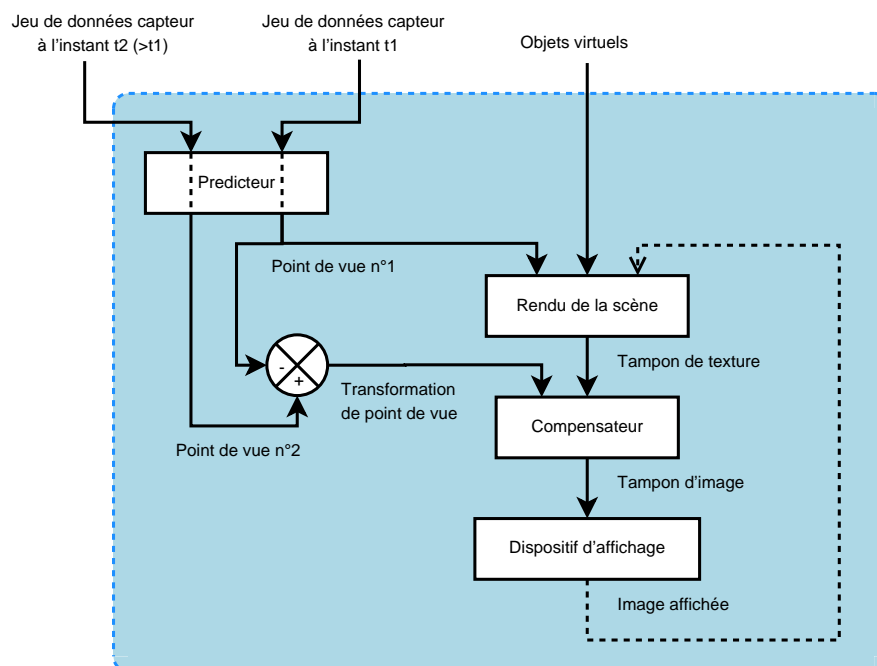 Jeu de données capteur
à l'instant t2 (>t1)
Jeu de données capteur
à l'instant t1
Objets virtuels
Predicteur
Point de vue n°1
Rendu de la scène
Tampon de texture
-
+
Transformation
de point de vue
Compensateur
Point de vue n°2
Tampon d'image
Dispositif d'affichage
Image affichée